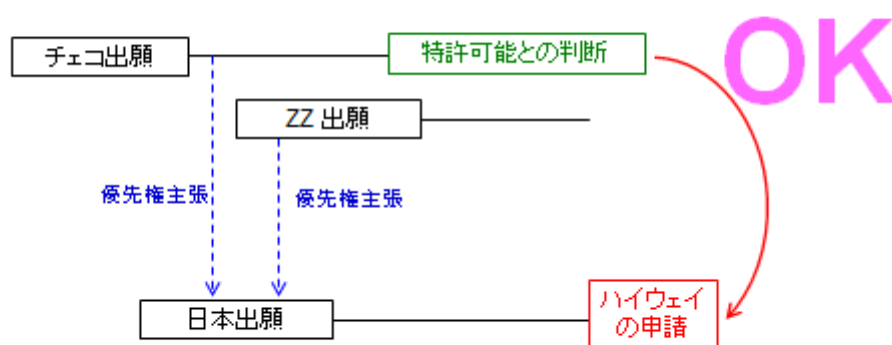 チェコ出願
特許可能との判断
OK
ZZ 出願
優先権主張
優先権主張
日本出願
ハイウェイ
の申請